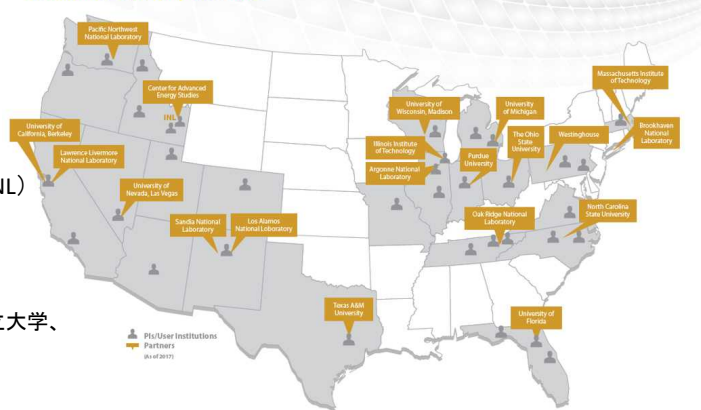 Pacific Northwest
National Laboratory
Center for Advanced
Energy Studies
INL
University of
California, Berkeley
Lawrence Livermore
National Laboratory
University of
Nevada, Las Vegas
Sandia National
Laboratory
Los Alamos
National Loboratory
Texas A&M
University
University of
Wisconsin, Madison
Illinois Institute
of Technology
Argonne National
Laboratory
University
of Michigan
Purdue
University
The Ohio
State
University
Westinghouse
Massachusetts Institute
of Technology
Brookhaven
National
Laboratory
Oak Ridge National
Laboratory
North Carolina
State University
University of
Florida
NL）
立大学、
PIs/User Institutions
Partners
(As of 2017)